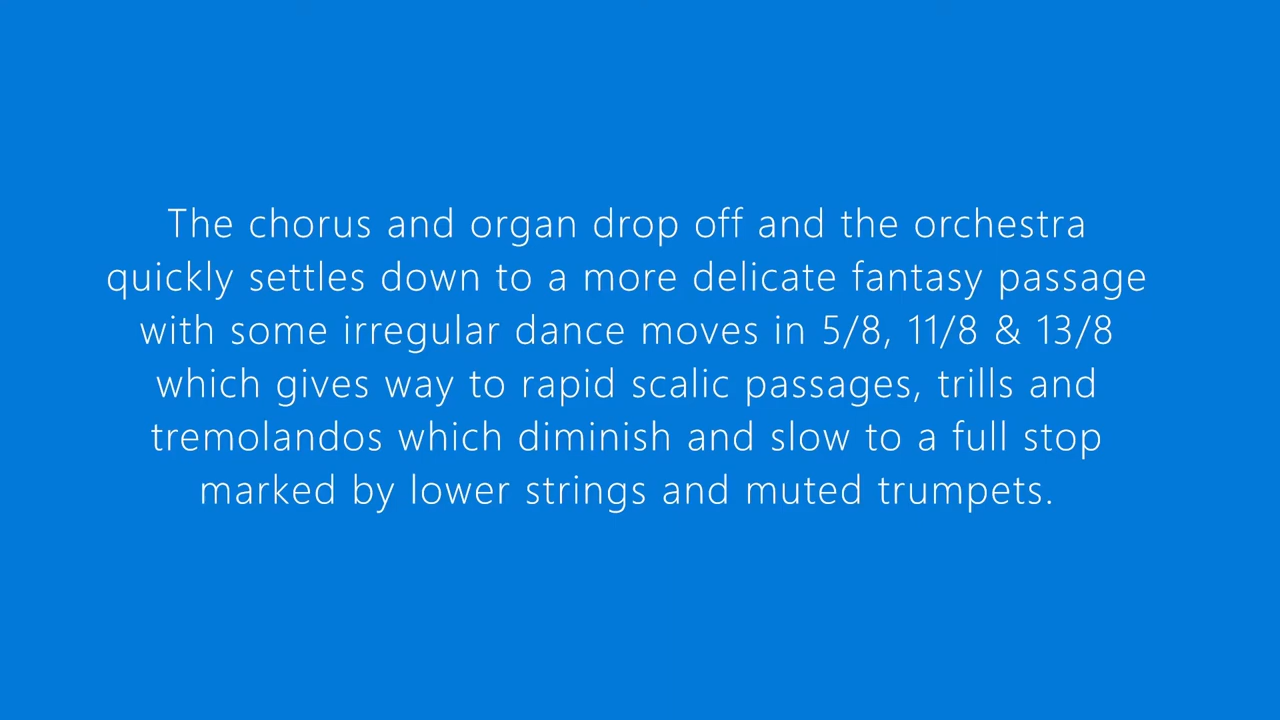 The chorus and organ drop off and the orchestra
quickly settles down to a more delicate fantasy passage
with some irregular dance moves in 5/8, 11/8 & 13/8
which gives way to rapid scalic passages, trills and
tremolandos which diminish and slow to a full stop
marked by lower strings and muted trumpets.